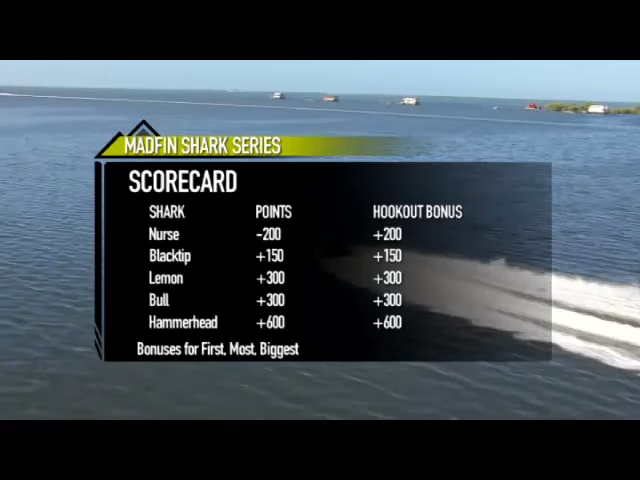 MADFIN SHARK SERIES
SCORECARD
SHARK POINTS HOOKOUT BONUS
Nurse -200 +200
Blacktip +150 +150
Lemon +300 +300
Bull +300 +300
Hammerhead +600 +600
Bonuses for First, Most, Biggest